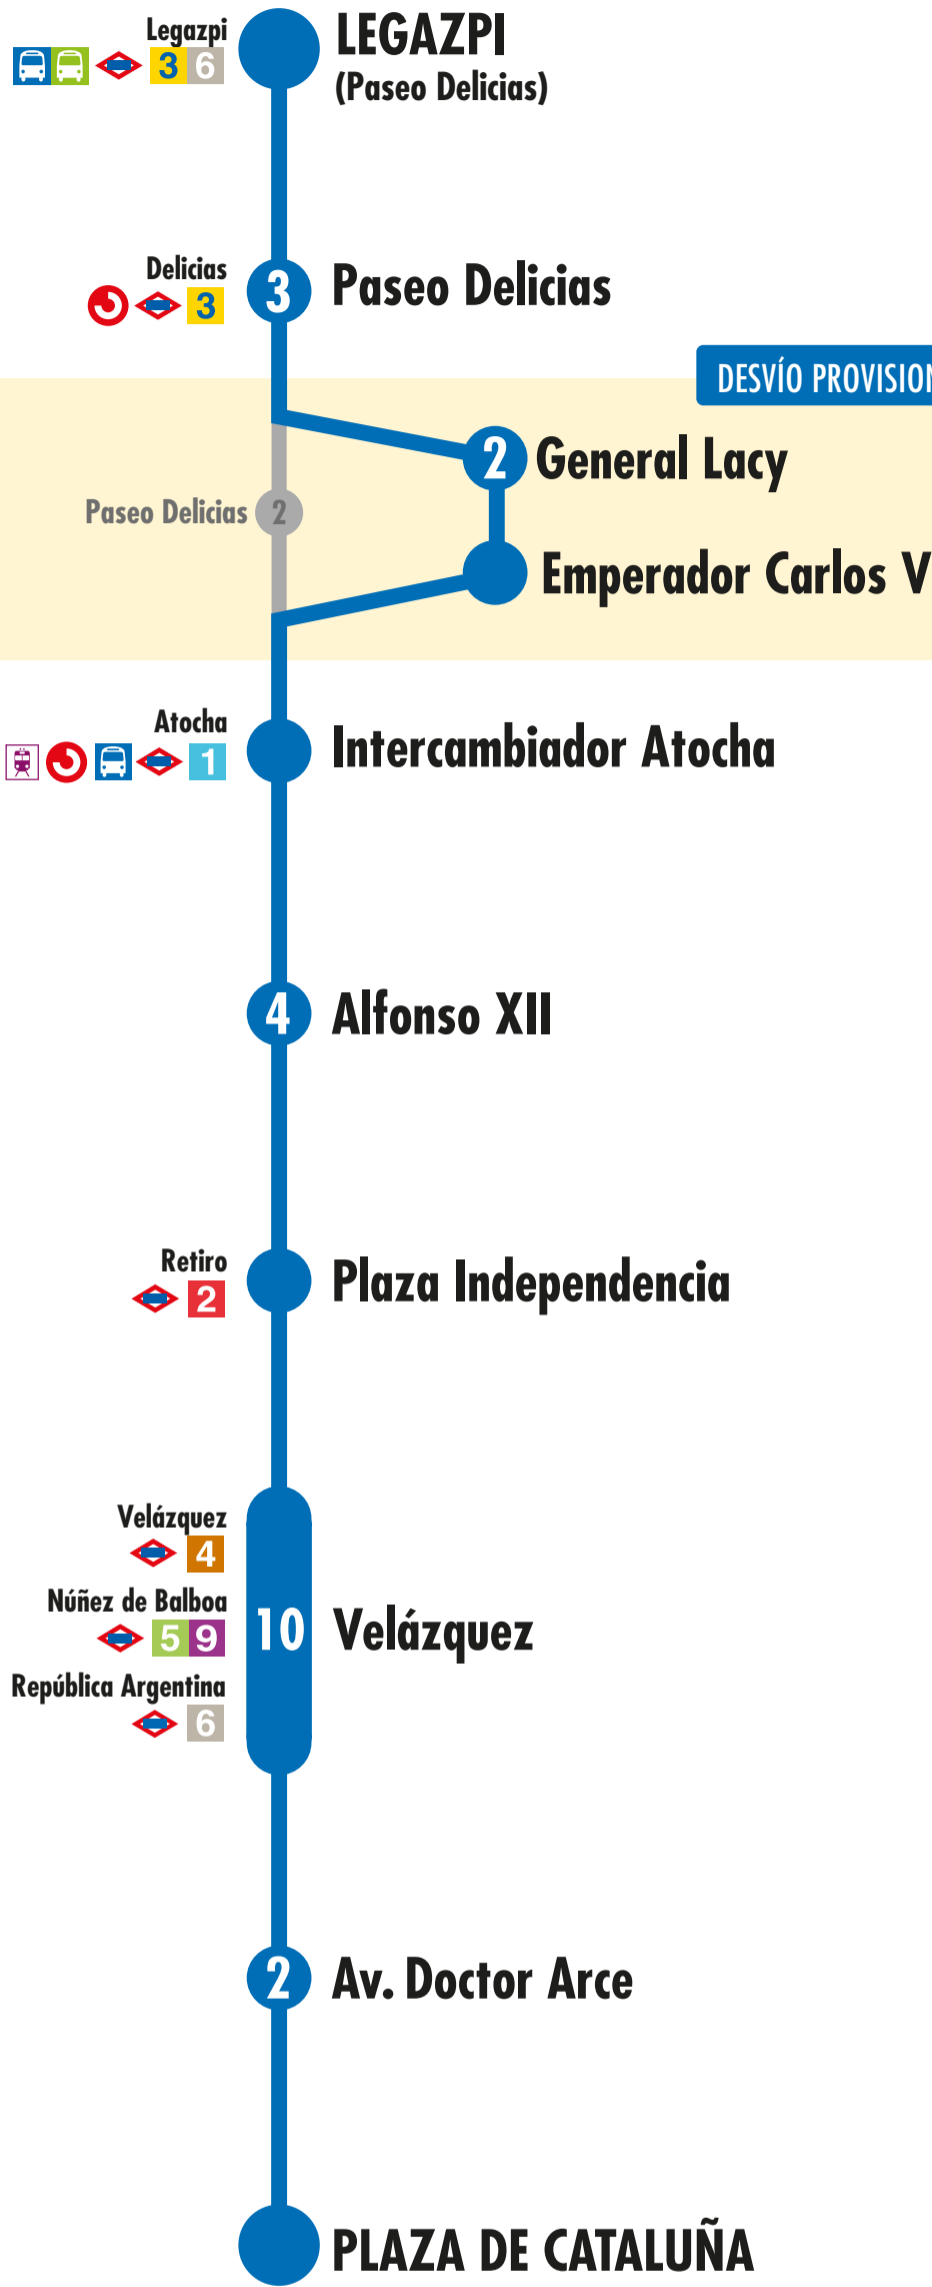 Legazpi
3 6
LEGAZPI
(Paseo Delicias)
Delicias
3
3
Paseo Delicias
DESVÍO PROVISION
2
General Lacy
Paseo Delicias
2
Emperador Carlos V
Atocha
1
Intercambiador Atocha
4
Alfonso XII
Retiro
2
Plaza Independencia
Velázquez
4
Núñez de Balboa
5 9
República Argentina
6
10
Velázquez
2
Av. Doctor Arce
PLAZA DE CATALUÑA